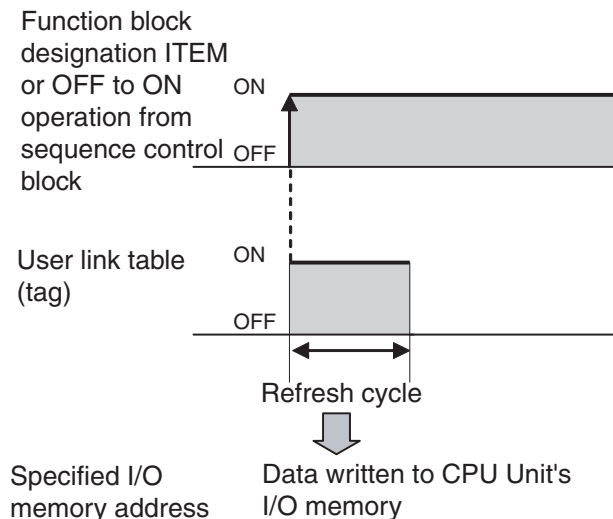 Function block
designation ITEM
or OFF to ON
operation from
sequence control
block
ON
OFF
User link table
(tag)
ON
OFF
Refresh cycle
Specified I/O
memory address
Data written to CPU Unit's
I/O memory